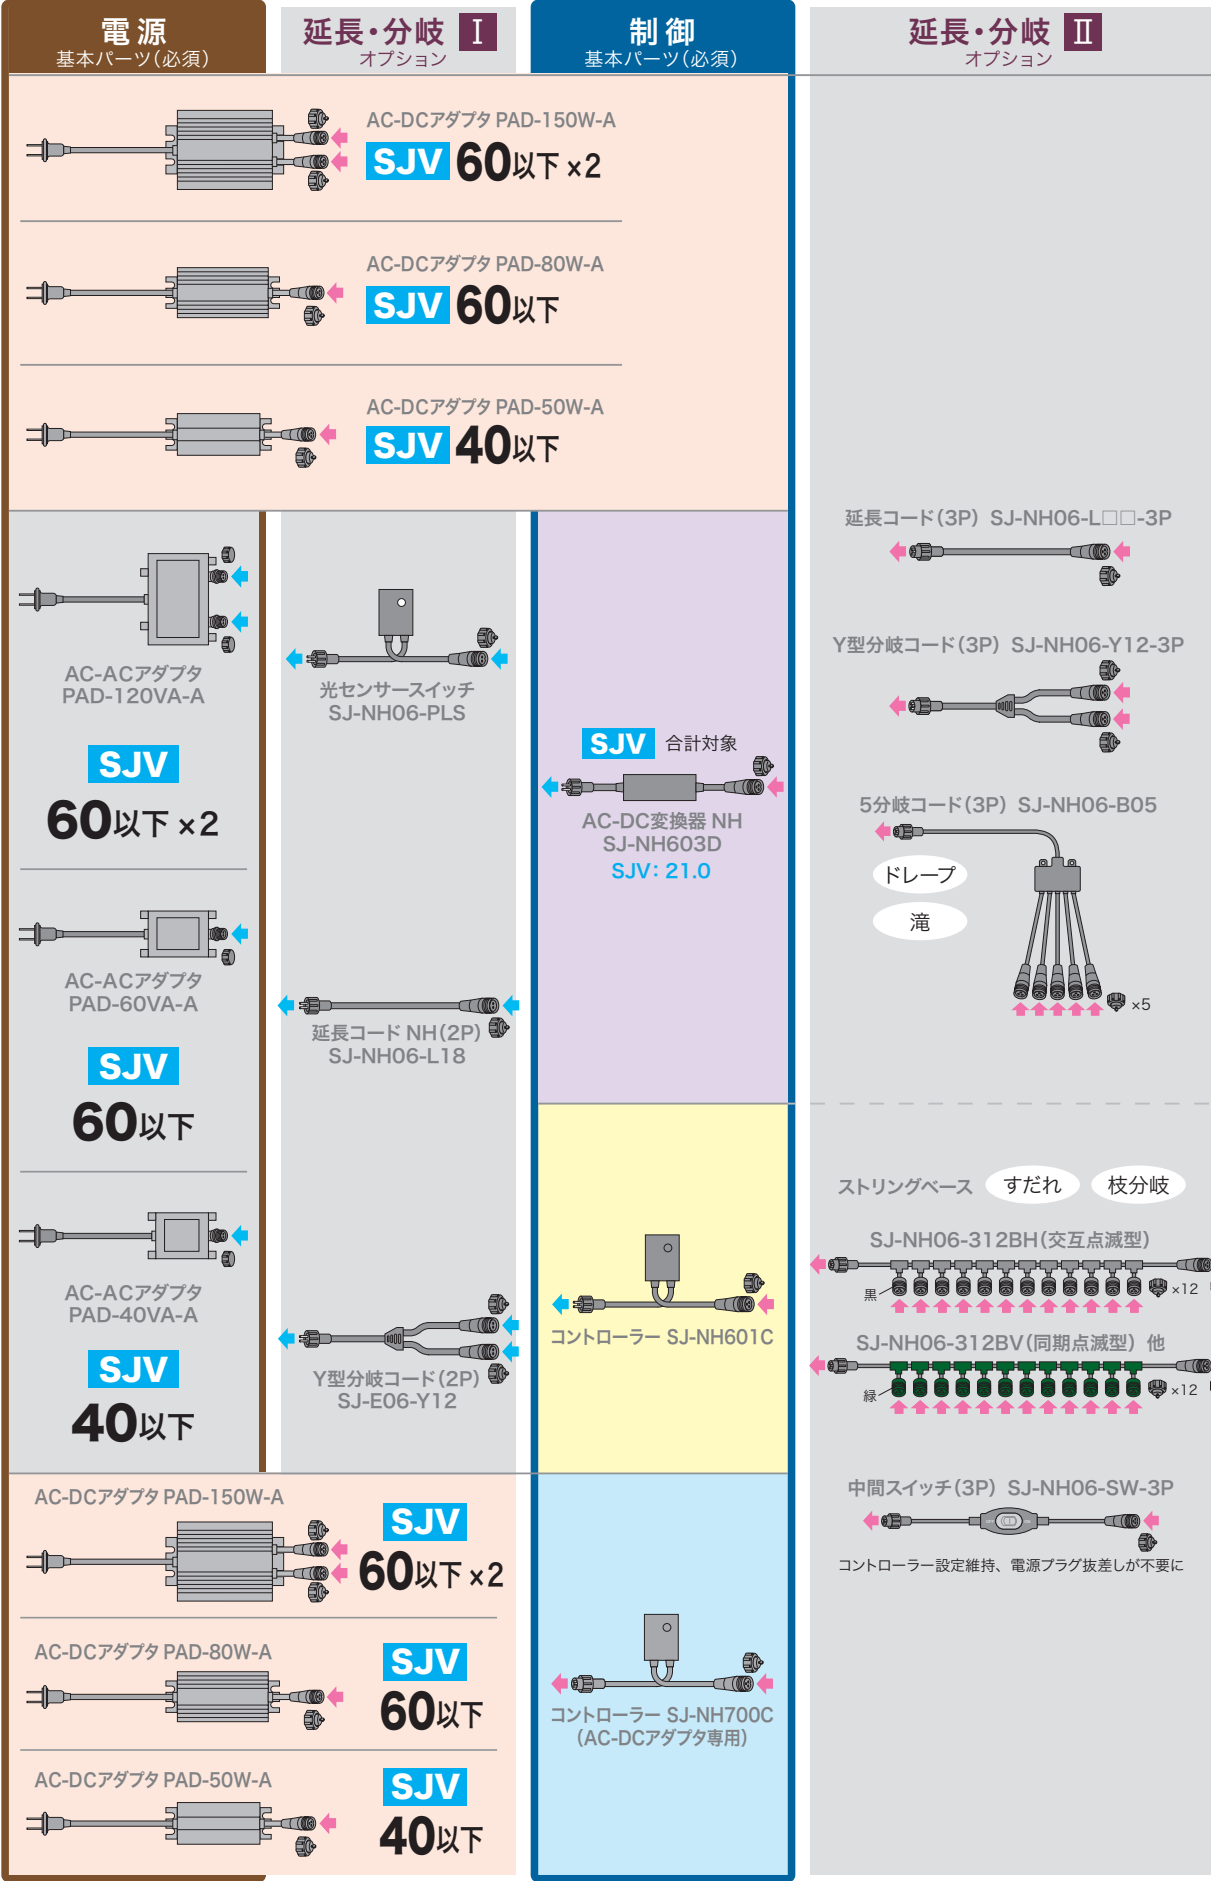 電源
基本パーツ(必須)
延長・分岐 Ⅰ
オプション
制御
基本パーツ(必須)
延長・分岐 Ⅱ
オプション
AC-DCアダプタ PAD-150W-A
SJV 60以下 ×2
AC-DCアダプタ PAD-80W-A
SJV 60以下
AC-DCアダプタ PAD-50W-A
SJV 40以下
AC-ACアダプタ
PAD-120VA-A
SJV
60以下 ×2
AC-ACアダプタ
PAD-60VA-A
SJV
60以下
AC-ACアダプタ
PAD-40VA-A
SJV
40以下
光センサースイッチ
SJ-NH06-PLS
延長コード NH(2P)
SJ-NH06-L18
Y型分岐コード(2P)
SJ-E06-Y12
SJV 合計対象
AC-DC変換器 NH
SJ-NH603D
SJV: 21.0
コントローラー SJ-NH601C
延長コード(3P) SJ-NH06-L□□-3P
Y型分岐コード(3P) SJ-NH06-Y12-3P
5分岐コード(3P) SJ-NH06-B05
ドレープ
滝
×5
ストリングベース すだれ 枝分岐
SJ-NH06-312BH(交互点滅型)
黒
×12
SJ-NH06-312BV(同期点滅型) 他
緑
×12
中間スイッチ(3P) SJ-NH06-SW-3P
コントローラー設定維持、電源プラグ抜差しが不要に
AC-DCアダプタ PAD-150W-A
SJV
60以下 ×2
AC-DCアダプタ PAD-80W-A
SJV
60以下
AC-DCアダプタ PAD-50W-A
SJV
40以下
コントローラー SJ-NH700C
(AC-DCアダプタ専用)